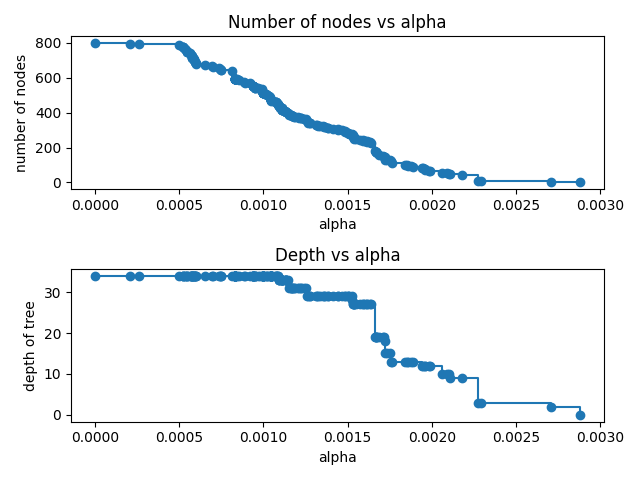 Number of nodes vs alpha
number of nodes
800
600
400
200
0
0.0000 0.0005 0.0010 0.0015 0.0020 0.0025 0.0030
alpha
Depth vs alpha
depth of tree
30
20
10
0
0.0000 0.0005 0.0010 0.0015 0.0020 0.0025 0.0030
alpha